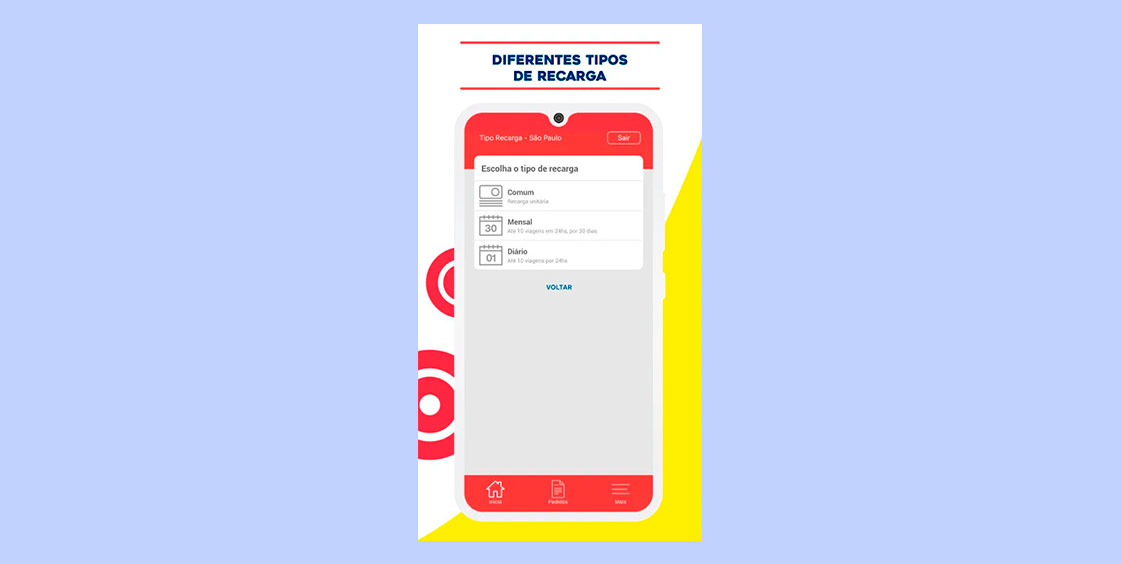 DIFERENTES TIPOS
DE RECARGA
Tipo Recarga - São Paulo
Sair
Escolha o tipo de recarga
Comum
Recarga unitária
30
Mensal
Até 10 viagens em 24hs, por 30 dias
01
Diário
Até 10 viagens por 24hs
VOLTAR
Início
Pedidos
Mais